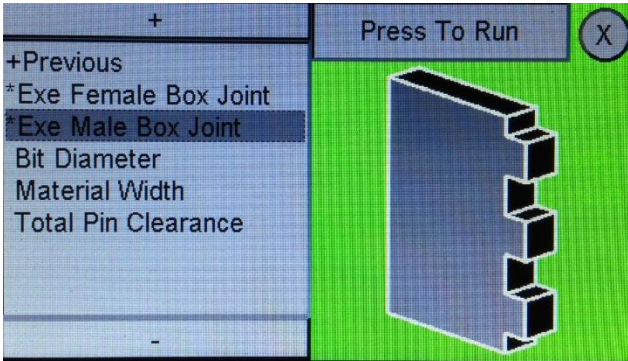 +
Press To Run
X
+Previous
*Exe Female Box Joint
*Exe Male Box Joint
Bit Diameter
Material Width
Total Pin Clearance
-